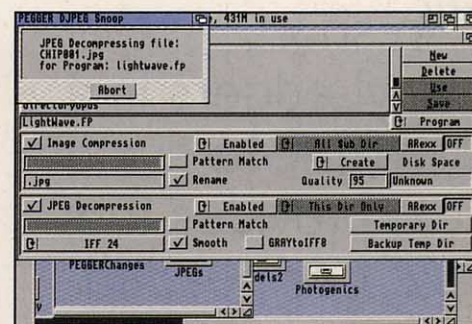 PEGGER DJPEG Snoop
, 431M in use
JPEG Decompressing file:
CHIP001.jpg
for Program: lightwave.fp
Abort
New
Delete
Use
Save
DirectoryOpus
LightWave.FP
Program
Image Compression
Enabled
All Sub Dir
ARexx
OFF
Pattern Match
Create
Disk Space
.jpg
Rename
Quality
95
Unknown
JPEG Decompression
Enabled
This Dir Only
ARexx
OFF
Pattern Match
Temporary Dir
IFF 24
Smooth
GRAYtoIFF8
Backup Temp Dir
PEGGERChanges
JPEGs
dels2
Photogenics